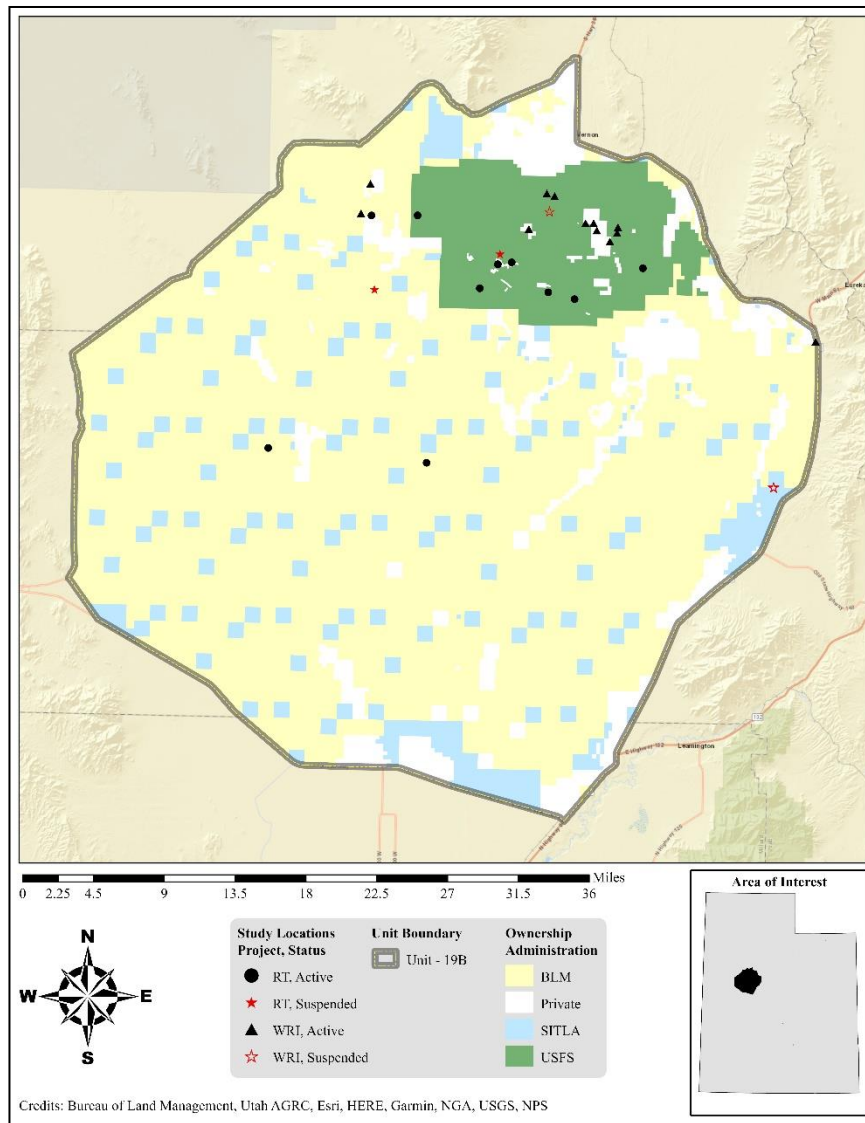 Vernon
Eureka
132
E Highway 132
Leamington
Miles
0 2.25 4.5 9 13.5 18 22.5 27 31.5 36
N
W E
S
Study Locations
Project, Status
RT, Active
RT, Suspended
WRI, Active
WRI, Suspended
Unit Boundary
Unit - 19B
Ownership
Administration
BLM
Private
SITLA
USFS
Area of Interest
Credits: Bureau of Land Management, Utah AGRC, Esri, HERE, Garmin, NGA, USGS, NPS